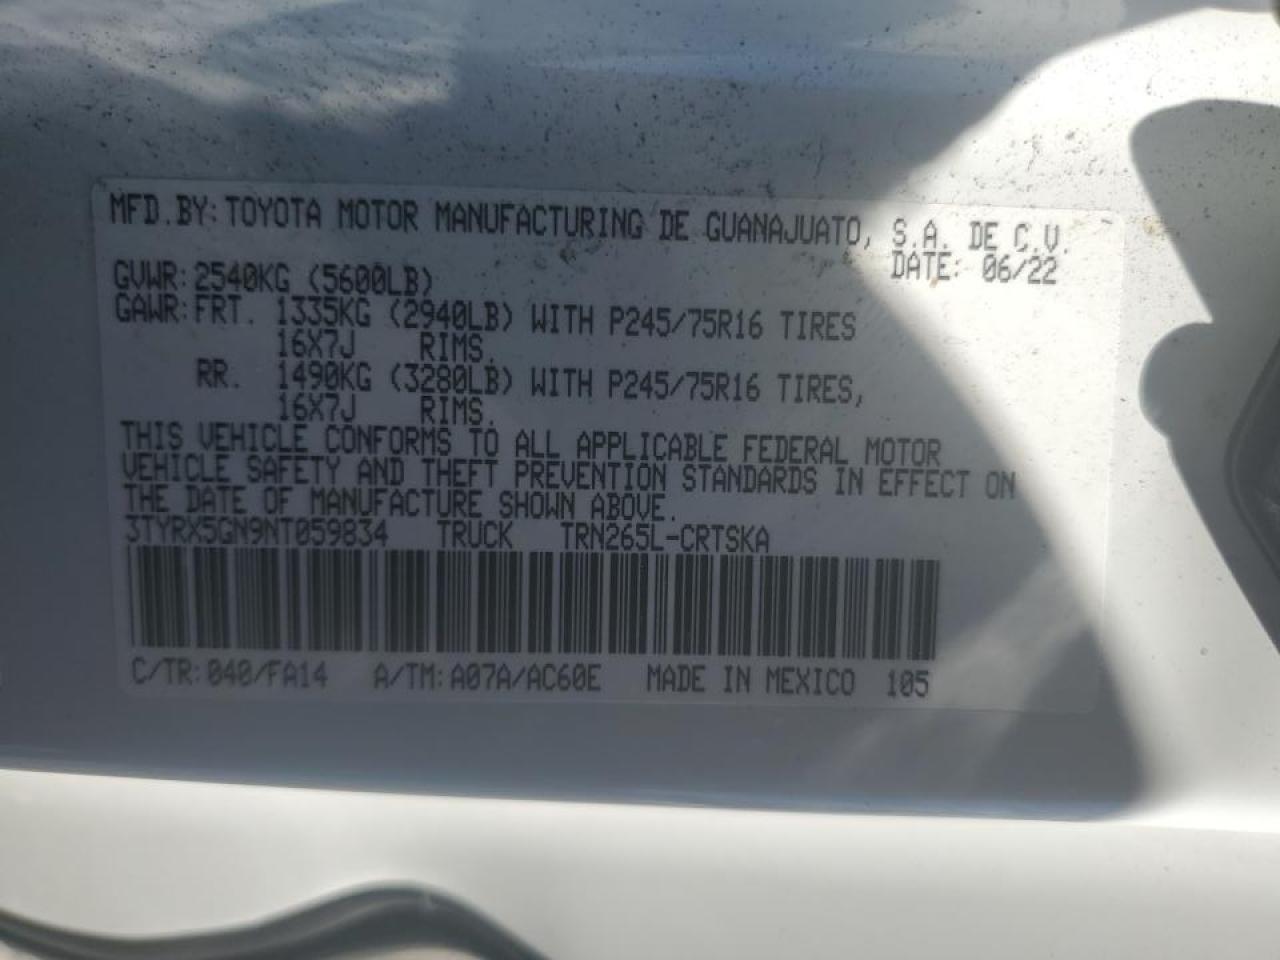 MFD.BY: TOYOTA MOTOR MANUFACTURING DE GUANAJUATO, S.A. DE C.V.
GVWR: 2540KG (5600LB) DATE: 06/22
GAWR: FRT. 1335KG (2940LB) WITH P245/75R16 TIRES
16X7J RIMS.
RR. 1490KG (3280LB) WITH P245/75R16 TIRES,
16X7J RIMS.
THIS VEHICLE CONFORMS TO ALL APPLICABLE FEDERAL MOTOR
VEHICLE SAFETY AND THEFT PREVENTION STANDARDS IN EFFECT ON
THE DATE OF MANUFACTURE SHOWN ABOVE.
3TYRX5GN9NT059834 TRUCK TRN265L-CRTSKA
C/TR: 040/FA14 A/TM: A07A/AC60E MADE IN MEXICO 105